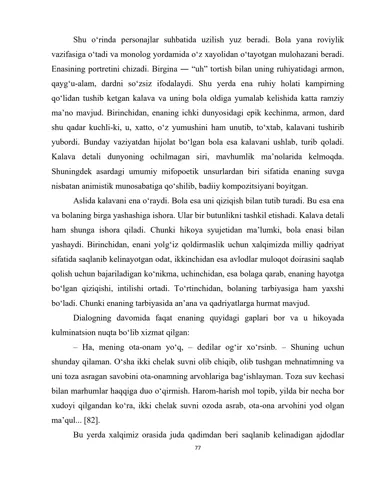 Shu o‘rinda personajlar suhbatida uzilish yuz beradi. Bola yana roviylik
vazifasiga o‘tadi va monolog yordamida o‘z xayolidan o‘tayotgan mulohazani beradi.
Enasining portretini chizadi. Birgina — “uh” tortish bilan uning ruhiyatidagi armon,
qayg‘u-alam, dardni so‘zsiz ifodalaydi. Shu yerda ena ruhiy holati kampirning
qo‘lidan tushib ketgan kalava va uning bola oldiga yumalab kelishida katta ramziy
ma’no mavjud. Birinchidan, enaning ichki dunyosidagi epik kechinma, armon, dard
shu qadar kuchli-ki, u, xatto, o‘z yumushini ham unutib, to‘xtab, kalavani tushirib
yubordi. Bunday vaziyatdan hijolat bo‘lgan bola esa kalavani ushlab, turib qoladi.
Kalava detali dunyoning ochilmagan siri, mavhumlik ma’nolarida kelmoqda.
Shuningdek asardagi umumiy mifopoetik unsurlardan biri sifatida enaning suvga
nisbatan animistik munosabatiga qo‘shilib, badiiy kompozitsiyani boyitgan.
Aslida kalavani ena o‘raydi. Bola esa uni qiziqish bilan tutib turadi. Bu esa ena
va bolaning birga yashashiga ishora. Ular bir butunlikni tashkil etishadi. Kalava detali
ham shunga ishora qiladi. Chunki hikoya syujetidan ma’lumki, bola enasi bilan
yashaydi. Birinchidan, enani yolg‘iz qoldirmaslik uchun xalqimizda milliy qadriyat
sifatida saqlanib kelinayotgan odat, ikkinchidan esa avlodlar muloqot doirasini saqlab
qolish uchun bajariladigan ko‘nikma, uchinchidan, esa bolaga qarab, enaning hayotga
bo‘lgan qiziqishi, intilishi ortadi. To‘rtinchidan, bolaning tarbiyasiga ham yaxshi
bo‘ladi. Chunki enaning tarbiyasida an’ana va qadriyatlarga hurmat mavjud.
Dialogning davomida faqat enaning quyidagi gaplari bor va u hikoyada
kulminatsion nuqta bo‘lib xizmat qilgan:
– Ha, mening ota-onam yo‘q, – dedilar og‘ir xo‘rsinb. – Shuning uchun
shunday qilaman. O‘sha ikki chelak suvni olib chiqib, olib tushgan mehnatimning va
uni toza asragan savobini ota-onamning arvohlariga bag‘ishlayman. Toza suv kechasi
bilan marhumlar haqqiga duo o‘qirmish. Harom-harish mol topib, yilda bir necha bor
xudoyi qilgandan ko‘ra, ikki chelak suvni ozoda asrab, ota-ona arvohini yod olgan
ma’qul... [82].
Bu yerda xalqimiz orasida juda qadimdan beri saqlanib kelinadigan ajdodlar
77